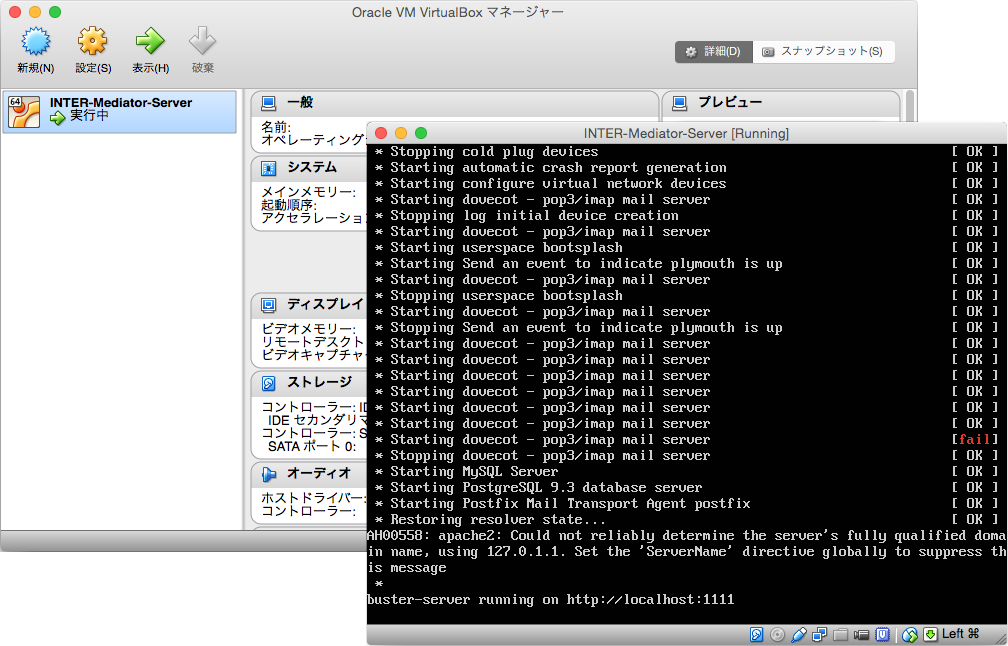 Oracle VM VirtualBox マネージャー
新規(N)
設定(S)
表示(H)
破棄
詳細(D)
スナップショット(S)
64
INTER-Mediator-Server
実行中
一般
名前:
オペレーティング
システム
メインメモリー:
起動順序:
アクセラレーショ
ディスプレイ
ビデオメモリー:
リモートデスクト
ビデオキャプチャ
ストレージ
コントローラー: ID
IDE セカンダリマ
コントローラー: S
SATA ポート 0:
オーディオ
ホストドライバー:
コントローラー:
プレビュー
INTER-Mediator-Server [Running]
* Stopping cold plug devices [ OK ]
* Starting automatic crash report generation [ OK ]
* Starting configure virtual network devices [ OK ]
* Starting dovecot - pop3/imap mail server [ OK ]
* Stopping log initial device creation [ OK ]
* Starting dovecot - pop3/imap mail server [ OK ]
* Starting userspace bootsplash [ OK ]
* Starting Send an event to indicate plymouth is up [ OK ]
* Starting dovecot - pop3/imap mail server [ OK ]
* Stopping userspace bootsplash [ OK ]
* Starting dovecot - pop3/imap mail server [ OK ]
* Stopping Send an event to indicate plymouth is up [ OK ]
* Starting dovecot - pop3/imap mail server [ OK ]
* Starting dovecot - pop3/imap mail server [ OK ]
* Starting dovecot - pop3/imap mail server [ OK ]
* Starting dovecot - pop3/imap mail server [ OK ]
* Starting dovecot - pop3/imap mail server [ OK ]
* Starting dovecot - pop3/imap mail server [ OK ]
* Starting dovecot - pop3/imap mail server [fail]
* Stopping dovecot - pop3/imap mail server [ OK ]
* Starting MySQL Server [ OK ]
* Starting PostgreSQL 9.3 database server [ OK ]
* Starting Postfix Mail Transport Agent postfix [ OK ]
* Restoring resolver state... [ OK ]
AH00558: apache2: Could not reliably determine the server's fully qualified doma
in name, using 127.0.1.1. Set the 'ServerName' directive globally to suppress th
is message
*
buster-server running on http://localhost:1111
Left ⌘